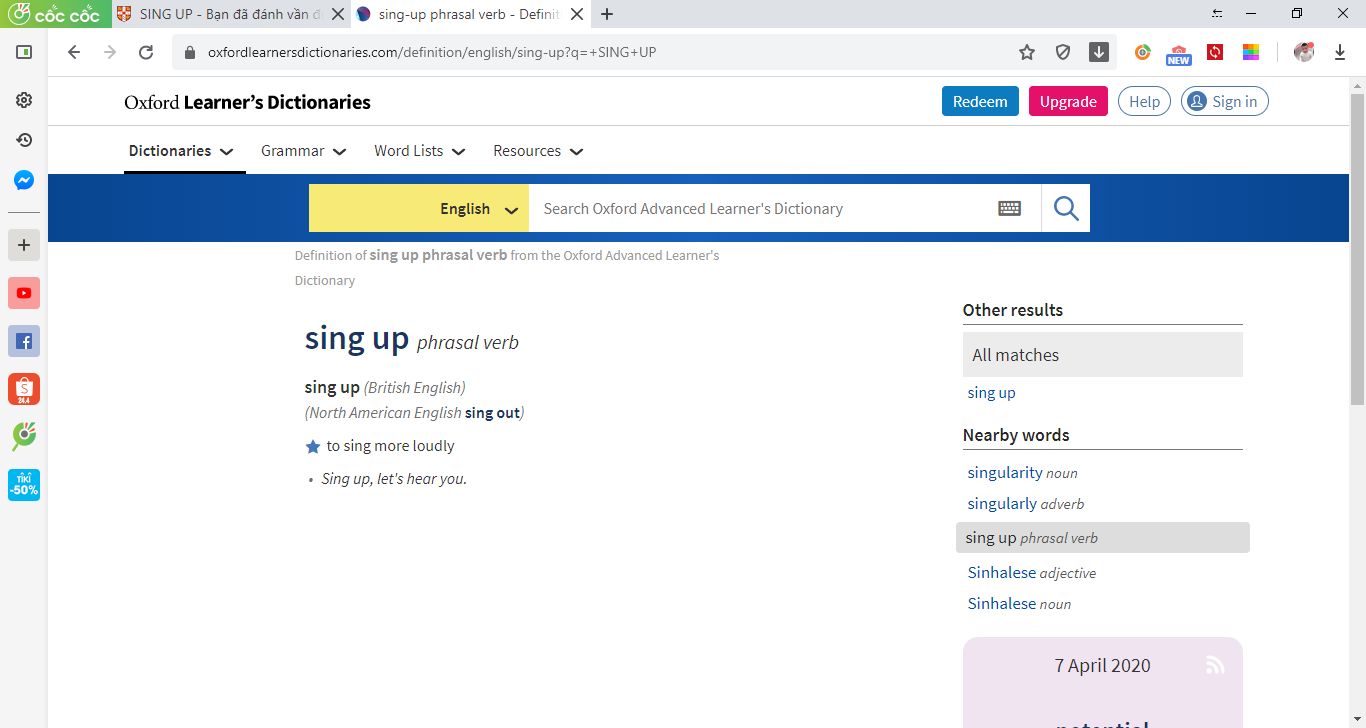 cốc cốc
SING UP - Bạn đã đánh vần đ
sing-up phrasal verb - Definit
oxfordlearnersdictionaries.com/definition/english/sing-up?q=+SING+UP
NEW
Oxford Learner's Dictionaries
Redeem
Upgrade
Help
Sign in
Dictionaries
Grammar
Word Lists
Resources
English
Search Oxford Advanced Learner's Dictionary
Definition of sing up phrasal verb from the Oxford Advanced Learner's
Dictionary
sing up phrasal verb
sing up (British English)
(North American English sing out)
to sing more loudly
• Sing up, let's hear you.
Other results
All matches
sing up
Nearby words
singularity noun
singularly adverb
sing up phrasal verb
Sinhalese adjective
Sinhalese noun
7 April 2020
potential
S
24.4
TIKI
-50%